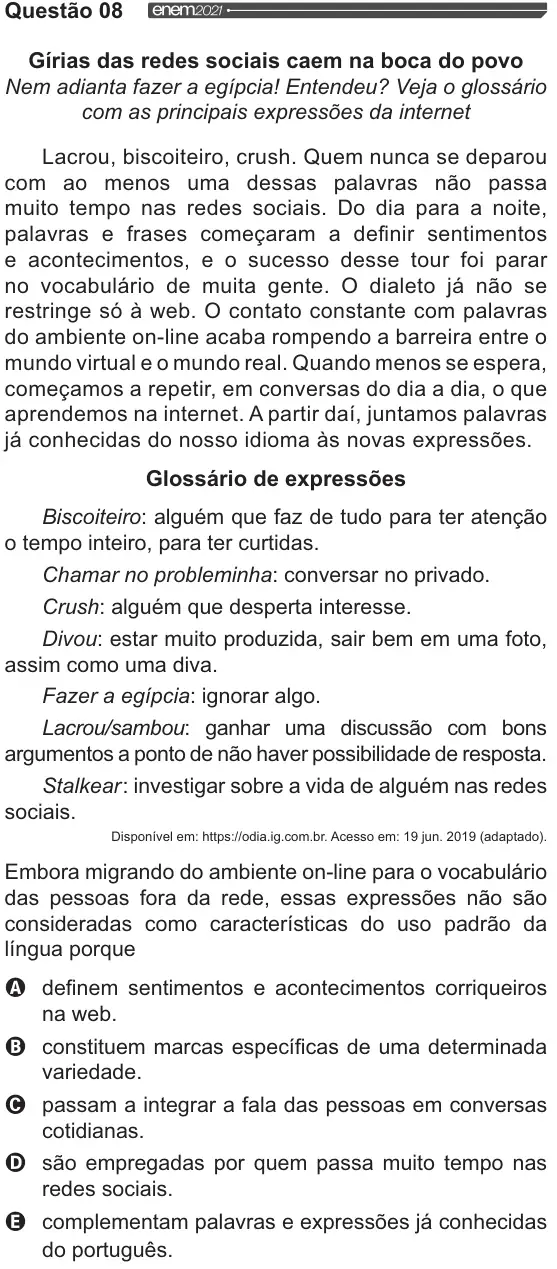 Questão 08 enem2021
Gírias das redes sociais caem na boca do povo
Nem adianta fazer a egípcia! Entendeu? Veja o glossário
com as principais expressões da internet
Lacrou, biscoiteiro, crush. Quem nunca se deparou
com ao menos uma dessas palavras não passa
muito tempo nas redes sociais. Do dia para a noite,
palavras e frases começaram a definir sentimentos
e acontecimentos, e o sucesso desse tour foi parar
no vocabulário de muita gente. O dialeto já não se
restringe só à web. O contato constante com palavras
do ambiente on-line acaba rompendo a barreira entre o
mundo virtual e o mundo real. Quando menos se espera,
começamos a repetir, em conversas do dia a dia, o que
aprendemos na internet. A partir daí, juntamos palavras
já conhecidas do nosso idioma às novas expressões.
Glossário de expressões
Biscoiteiro: alguém que faz de tudo para ter atenção
o tempo inteiro, para ter curtidas.
Chamar no probleminha: conversar no privado.
Crush: alguém que desperta interesse.
Divou: estar muito produzida, sair bem em uma foto,
assim como uma diva.
Fazer a egípcia: ignorar algo.
Lacrou/sambou: ganhar uma discussão com bons
argumentos a ponto de não haver possibilidade de resposta.
Stalkear: investigar sobre a vida de alguém nas redes
sociais.
Disponível em: https://odia.ig.com.br. Acesso em: 19 jun. 2019 (adaptado).
Embora migrando do ambiente on-line para o vocabulário
das pessoas fora da rede, essas expressões não são
consideradas como características do uso padrão da
língua porque
A definem sentimentos e acontecimentos corriqueiros
na web.
B constituem marcas específicas de uma determinada
variedade.
C passam a integrar a fala das pessoas em conversas
cotidianas.
D são empregadas por quem passa muito tempo nas
redes sociais.
E complementam palavras e expressões já conhecidas
do português.